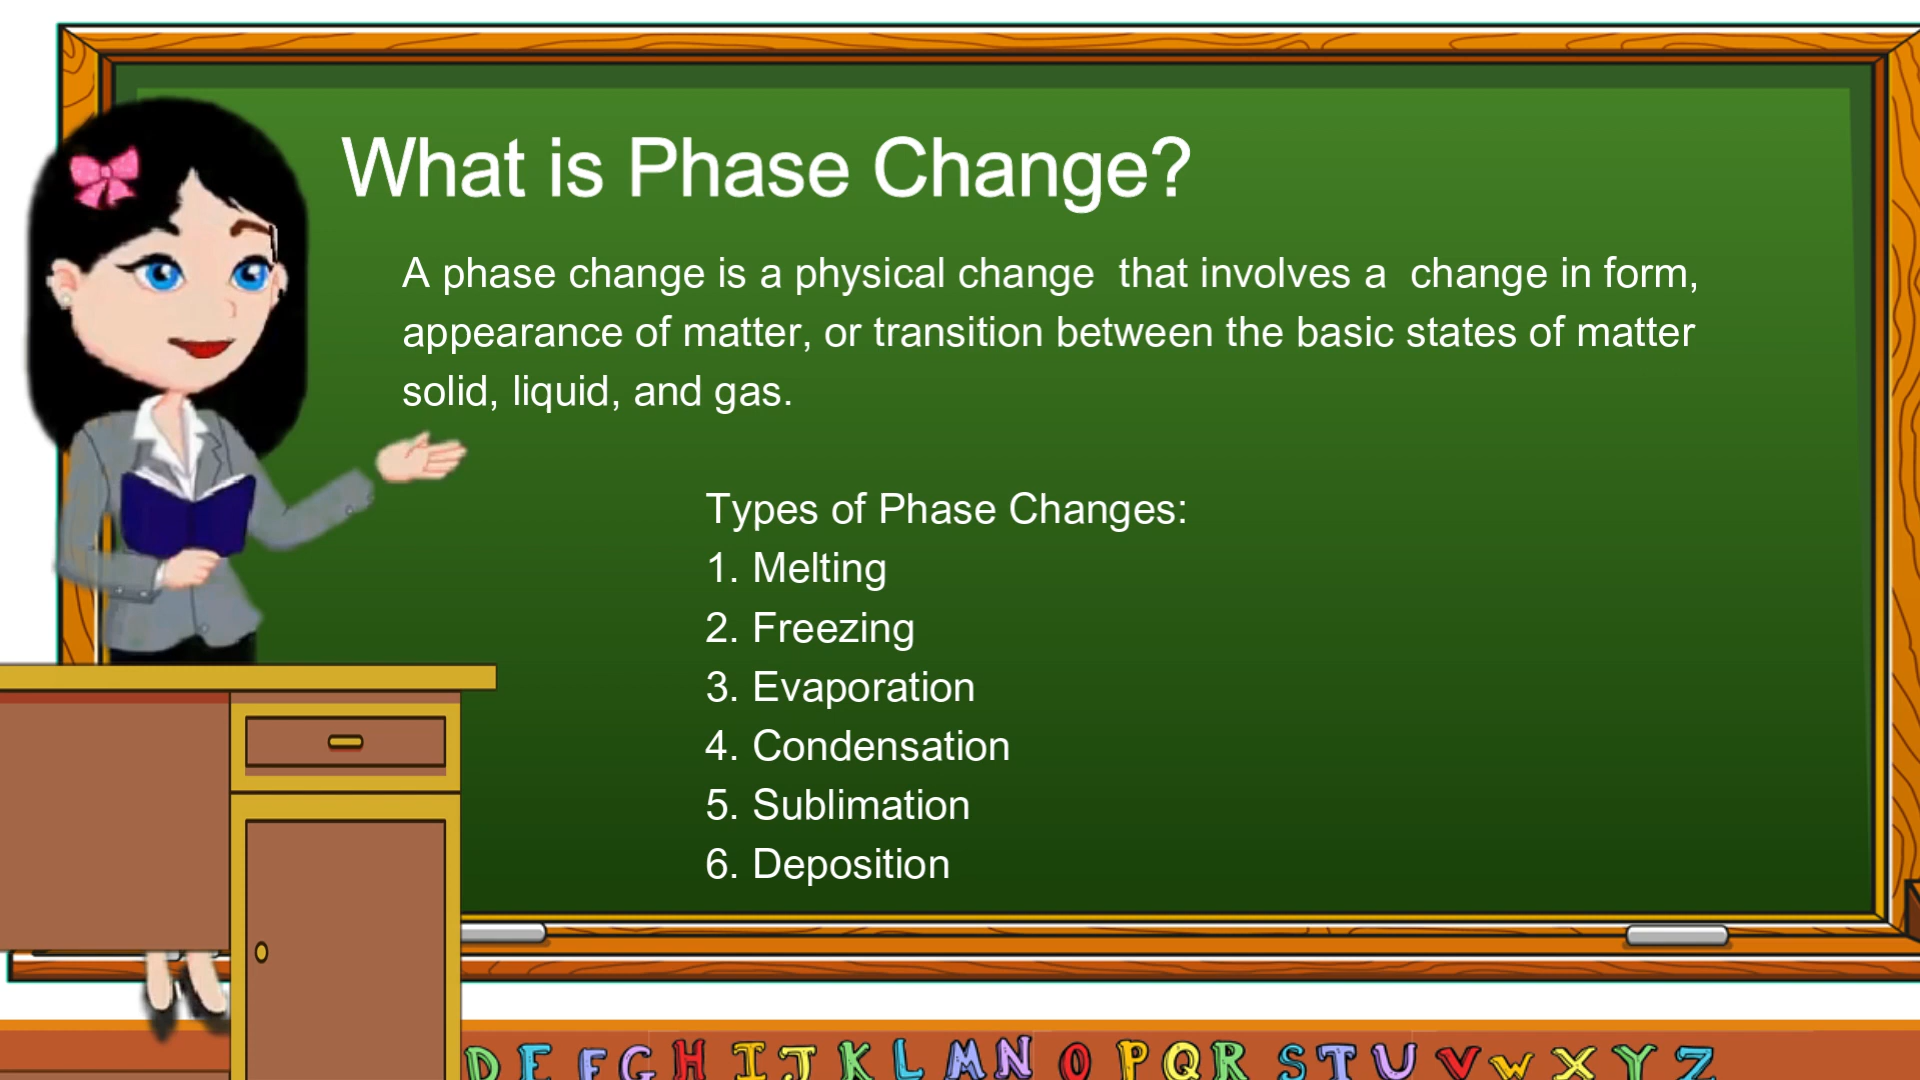 What is Phase Change?
A phase change is a physical change  that involves a  change in form,
appearance of matter, or transition between the basic states of matter
solid, liquid, and gas.
Types of Phase Changes:
1. Melting
2. Freezing
3. Evaporation
4. Condensation
5. Sublimation
6. Deposition
D E F G H I J K L M N O P Q R S T U V W X Y Z